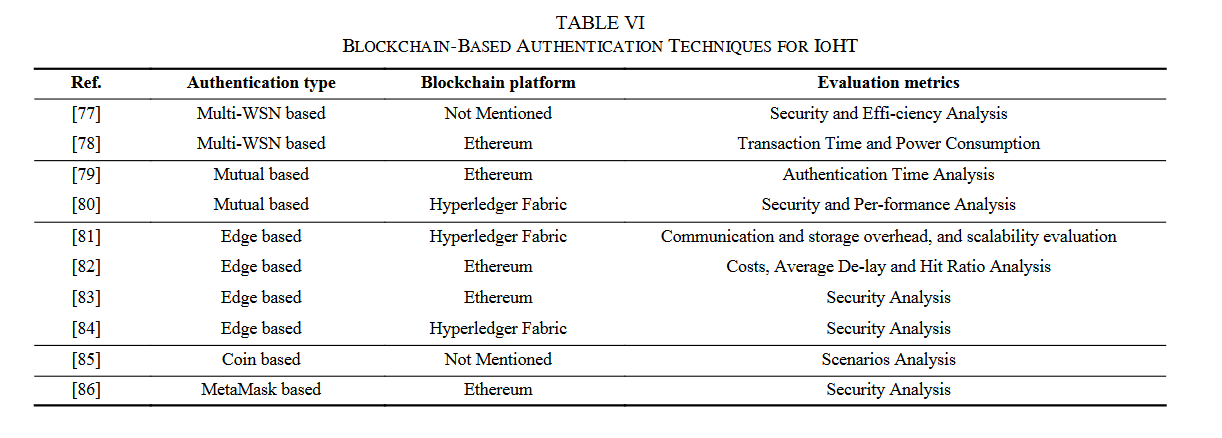 TABLE VI
BLOCKCHAIN-BASED AUTHENTICATION TECHNIQUES FOR IOHT
Ref. Authentication type Blockchain platform Evaluation metrics
[77] Multi-WSN based Not Mentioned Security and Effi-ciency Analysis
[78] Multi-WSN based Ethereum Transaction Time and Power Consumption
[79] Mutual based Ethereum Authentication Time Analysis
[80] Mutual based Hyperledger Fabric Security and Per-formance Analysis
[81] Edge based Hyperledger Fabric Communication and storage overhead, and scalability evaluation
[82] Edge based Ethereum Costs, Average De-lay and Hit Ratio Analysis
[83] Edge based Ethereum Security Analysis
[84] Edge based Hyperledger Fabric Security Analysis
[85] Coin based Not Mentioned Scenarios Analysis
[86] MetaMask based Ethereum Security Analysis